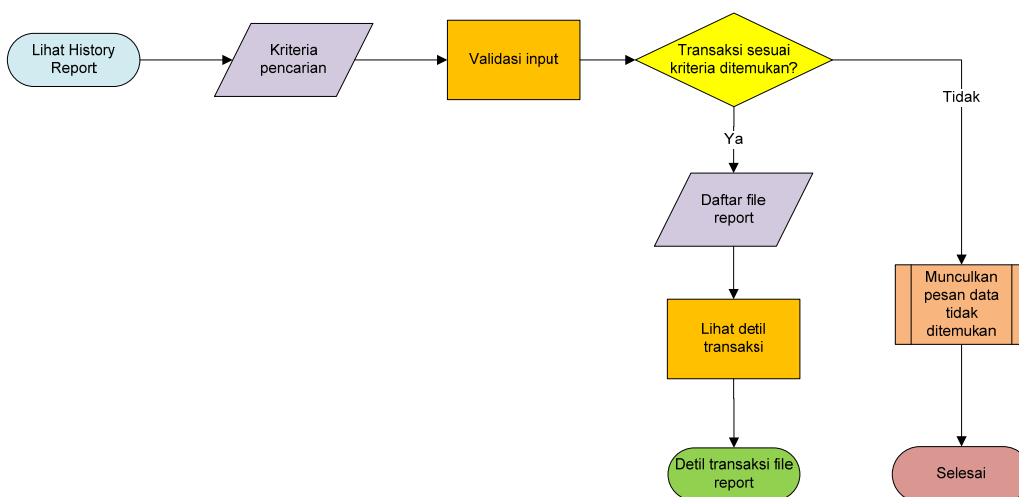 Lihat History
Report
Kriteria
pencarian
Validasi input
Transaksi sesuai
kriteria ditemukan?
Tidak
Ya
Daftar file
report
Munculkan
pesan data
tidak
ditemukan
Lihat detil
transaksi
Detil transaksi file
report
Selesai